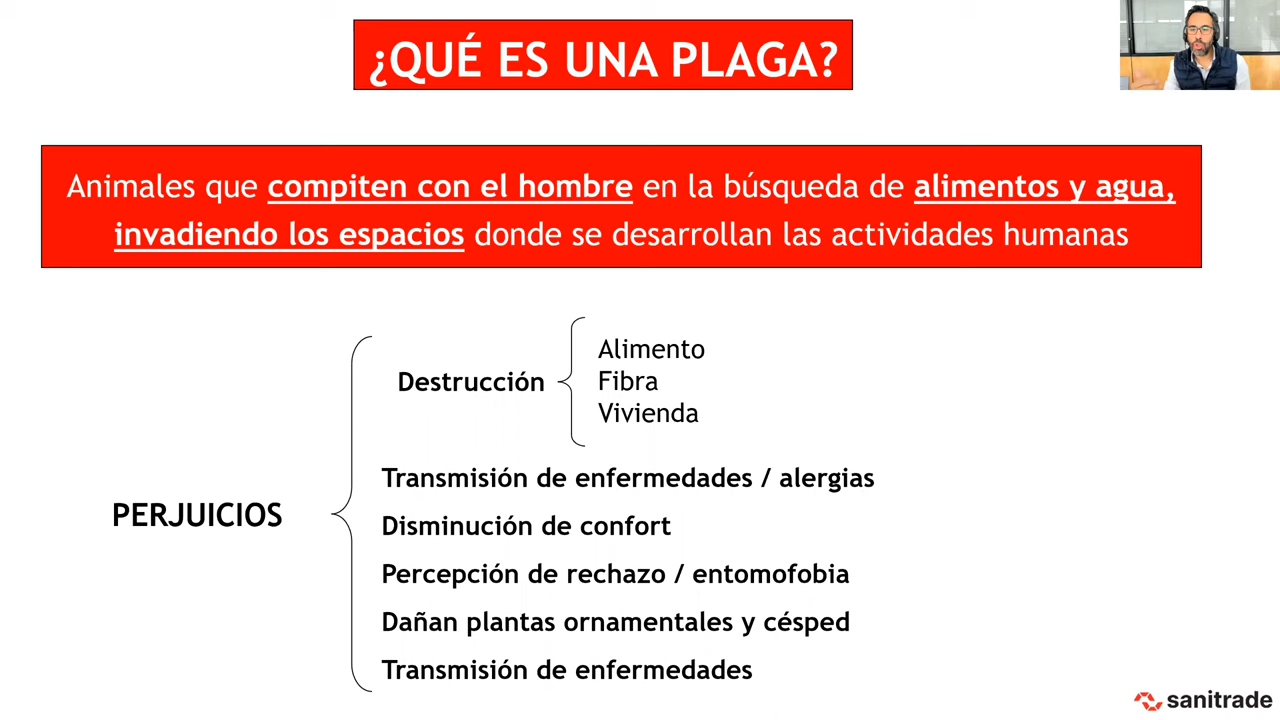 ¿QUÉ ES UNA PLAGA?
Animales que compiten con el hombre en la búsqueda de alimentos y agua,
invadiendo los espacios donde se desarrollan las actividades humanas
Alimento
Destrucción
Fibra
Vivienda
Transmisión de enfermedades / alergias
PERJUICIOS
Disminución de confort
Percepción de rechazo / entomofobia
Dañan plantas ornamentales y césped
Transmisión de enfermedades
sanitrade